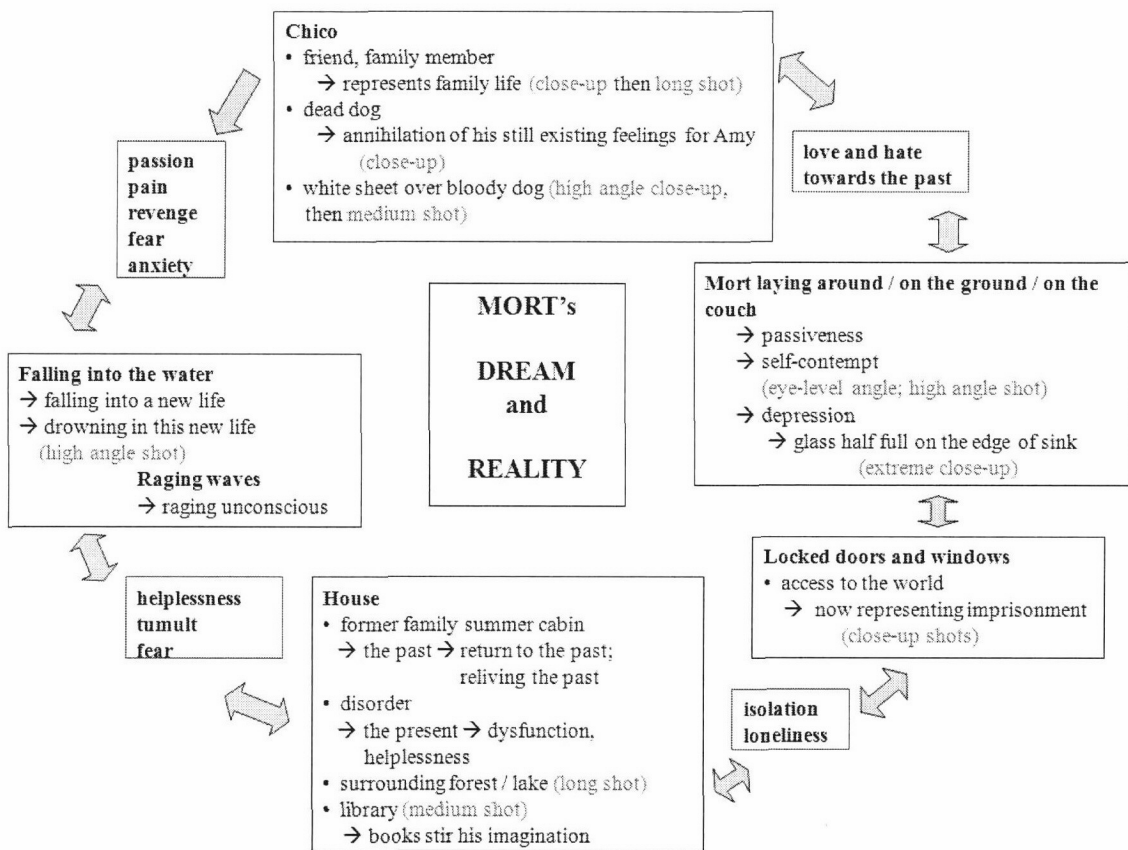 Chico
• friend, family member
→ represents family life (close-up then long shot)
• dead dog
→ annihilation of his still existing feelings for Amy
(close-up)
• white sheet over bloody dog (high angle close-up,
then medium shot)
passion
pain
revenge
fear
anxiety
love and hate
towards the past
MORT's
DREAM
and
REALITY
Mort laying around / on the ground / on the
couch
→ passiveness
→ self-contempt
(eye-level angle; high angle shot)
→ depression
→ glass half full on the edge of sink
(extreme close-up)
Falling into the water
→ falling into a new life
→ drowning in this new life
(high angle shot)
Raging waves
→ raging unconscious
Locked doors and windows
• access to the world
→ now representing imprisonment
(close-up shots)
helplessness
tumult
fear
House
• former family summer cabin
→ the past → return to the past;
reliving the past
• disorder
→ the present → dysfunction,
helplessness
• surrounding forest / lake (long shot)
• library (medium shot)
→ books stir his imagination
isolation
loneliness